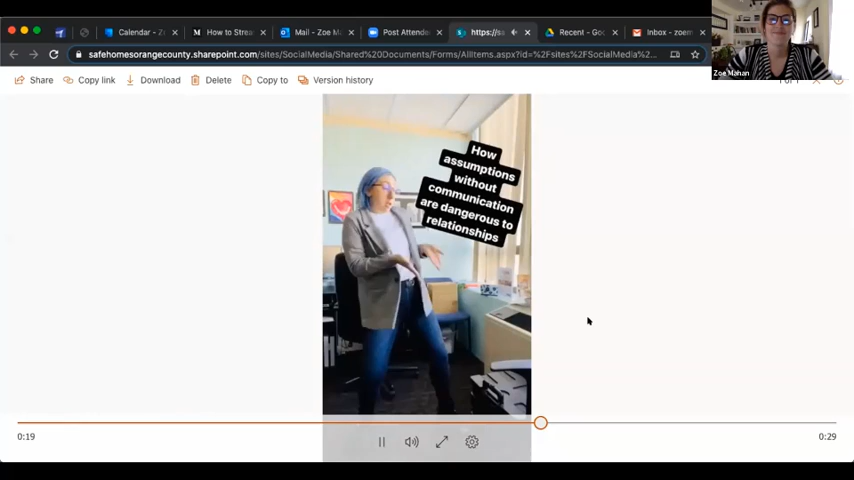 Calendar - Z
How to Strea
Mail - Zoe M
Post Attende
https://sa
Recent - Go
Inbox - zoem
safehomesorangecounty.sharepoint.com/sites/SocialMedia/Shared%20Documents/Forms/AllItems.aspx?id=%2Fsites%2FSocialMedia%2...
Zoe Mahan
Share
Copy link
Download
Delete
Copy to
Version history
How
assumptions
without
communication
are dangerous to
relationships
0:19
0:29